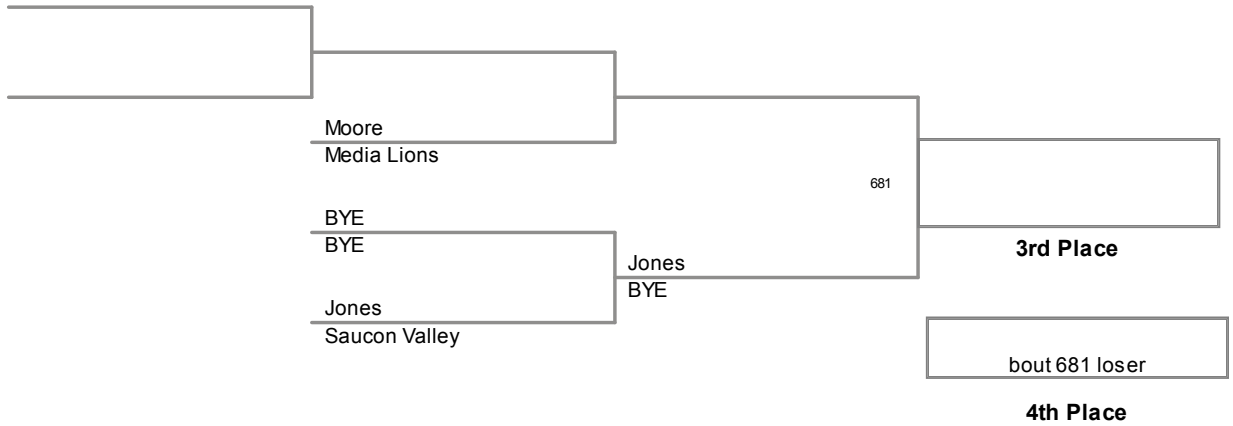 Moore
Media Lions
681
BYE
BYE
3rd Place
Jones
BYE
Jones
Saucon Valley
bout 681 loser
4th Place